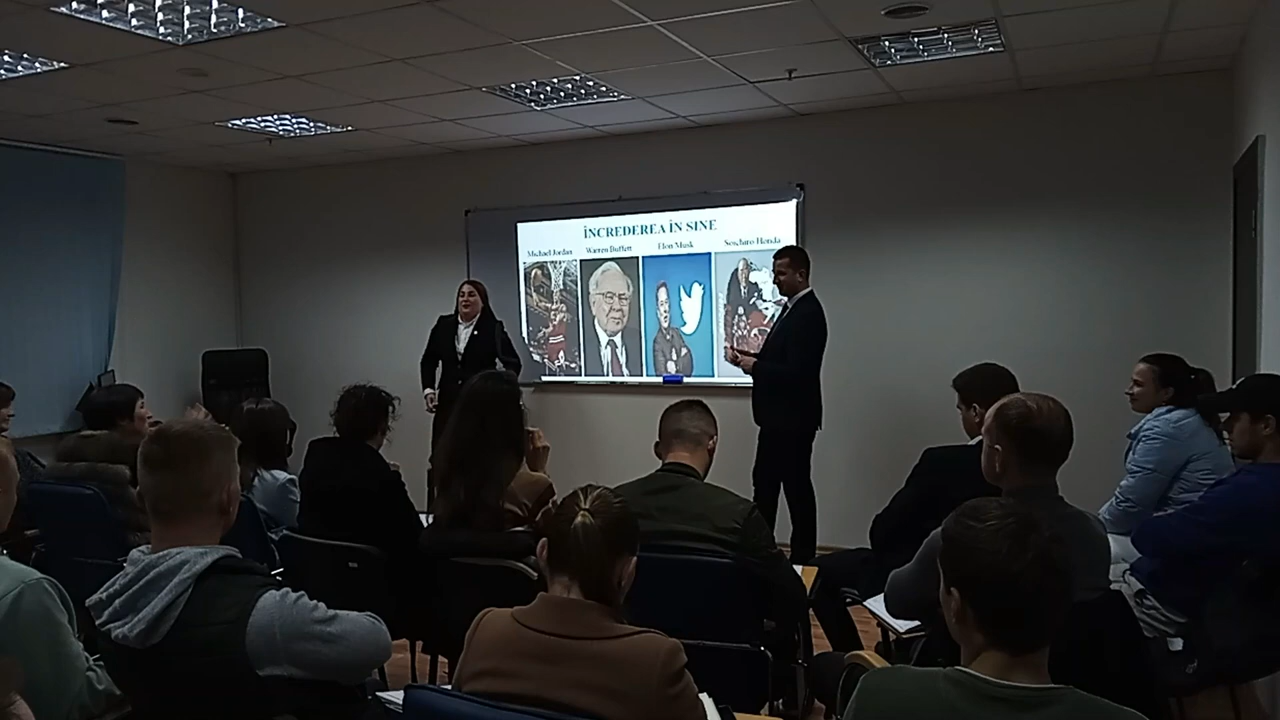 ÎNCREDEREA ÎN SINE
Michael Jordan Warren Buffett Elon Musk Soichiro Honda